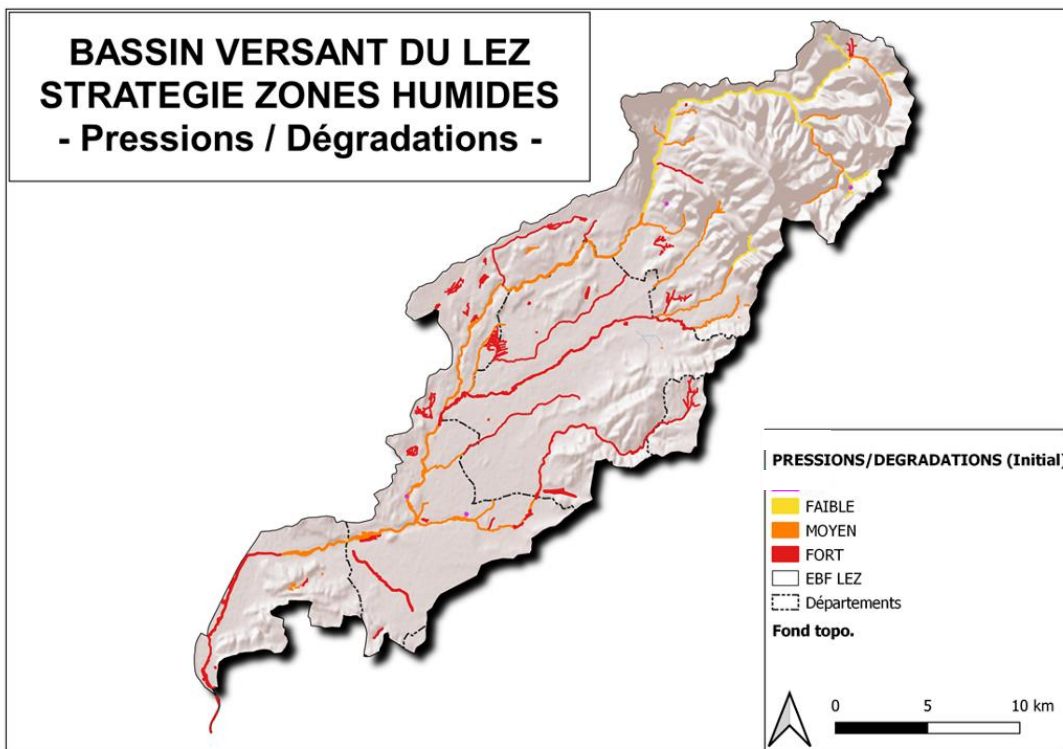 BASSIN VERSANT DU LEZ
STRATEGIE ZONES HUMIDES
- Pressions / Dégradations -
PRESSIONS/DEGRADATIONS (Initial)
FAIBLE
MOYEN
FORT
EBF LEZ
Départements
Fond topo.
0 5 10 km